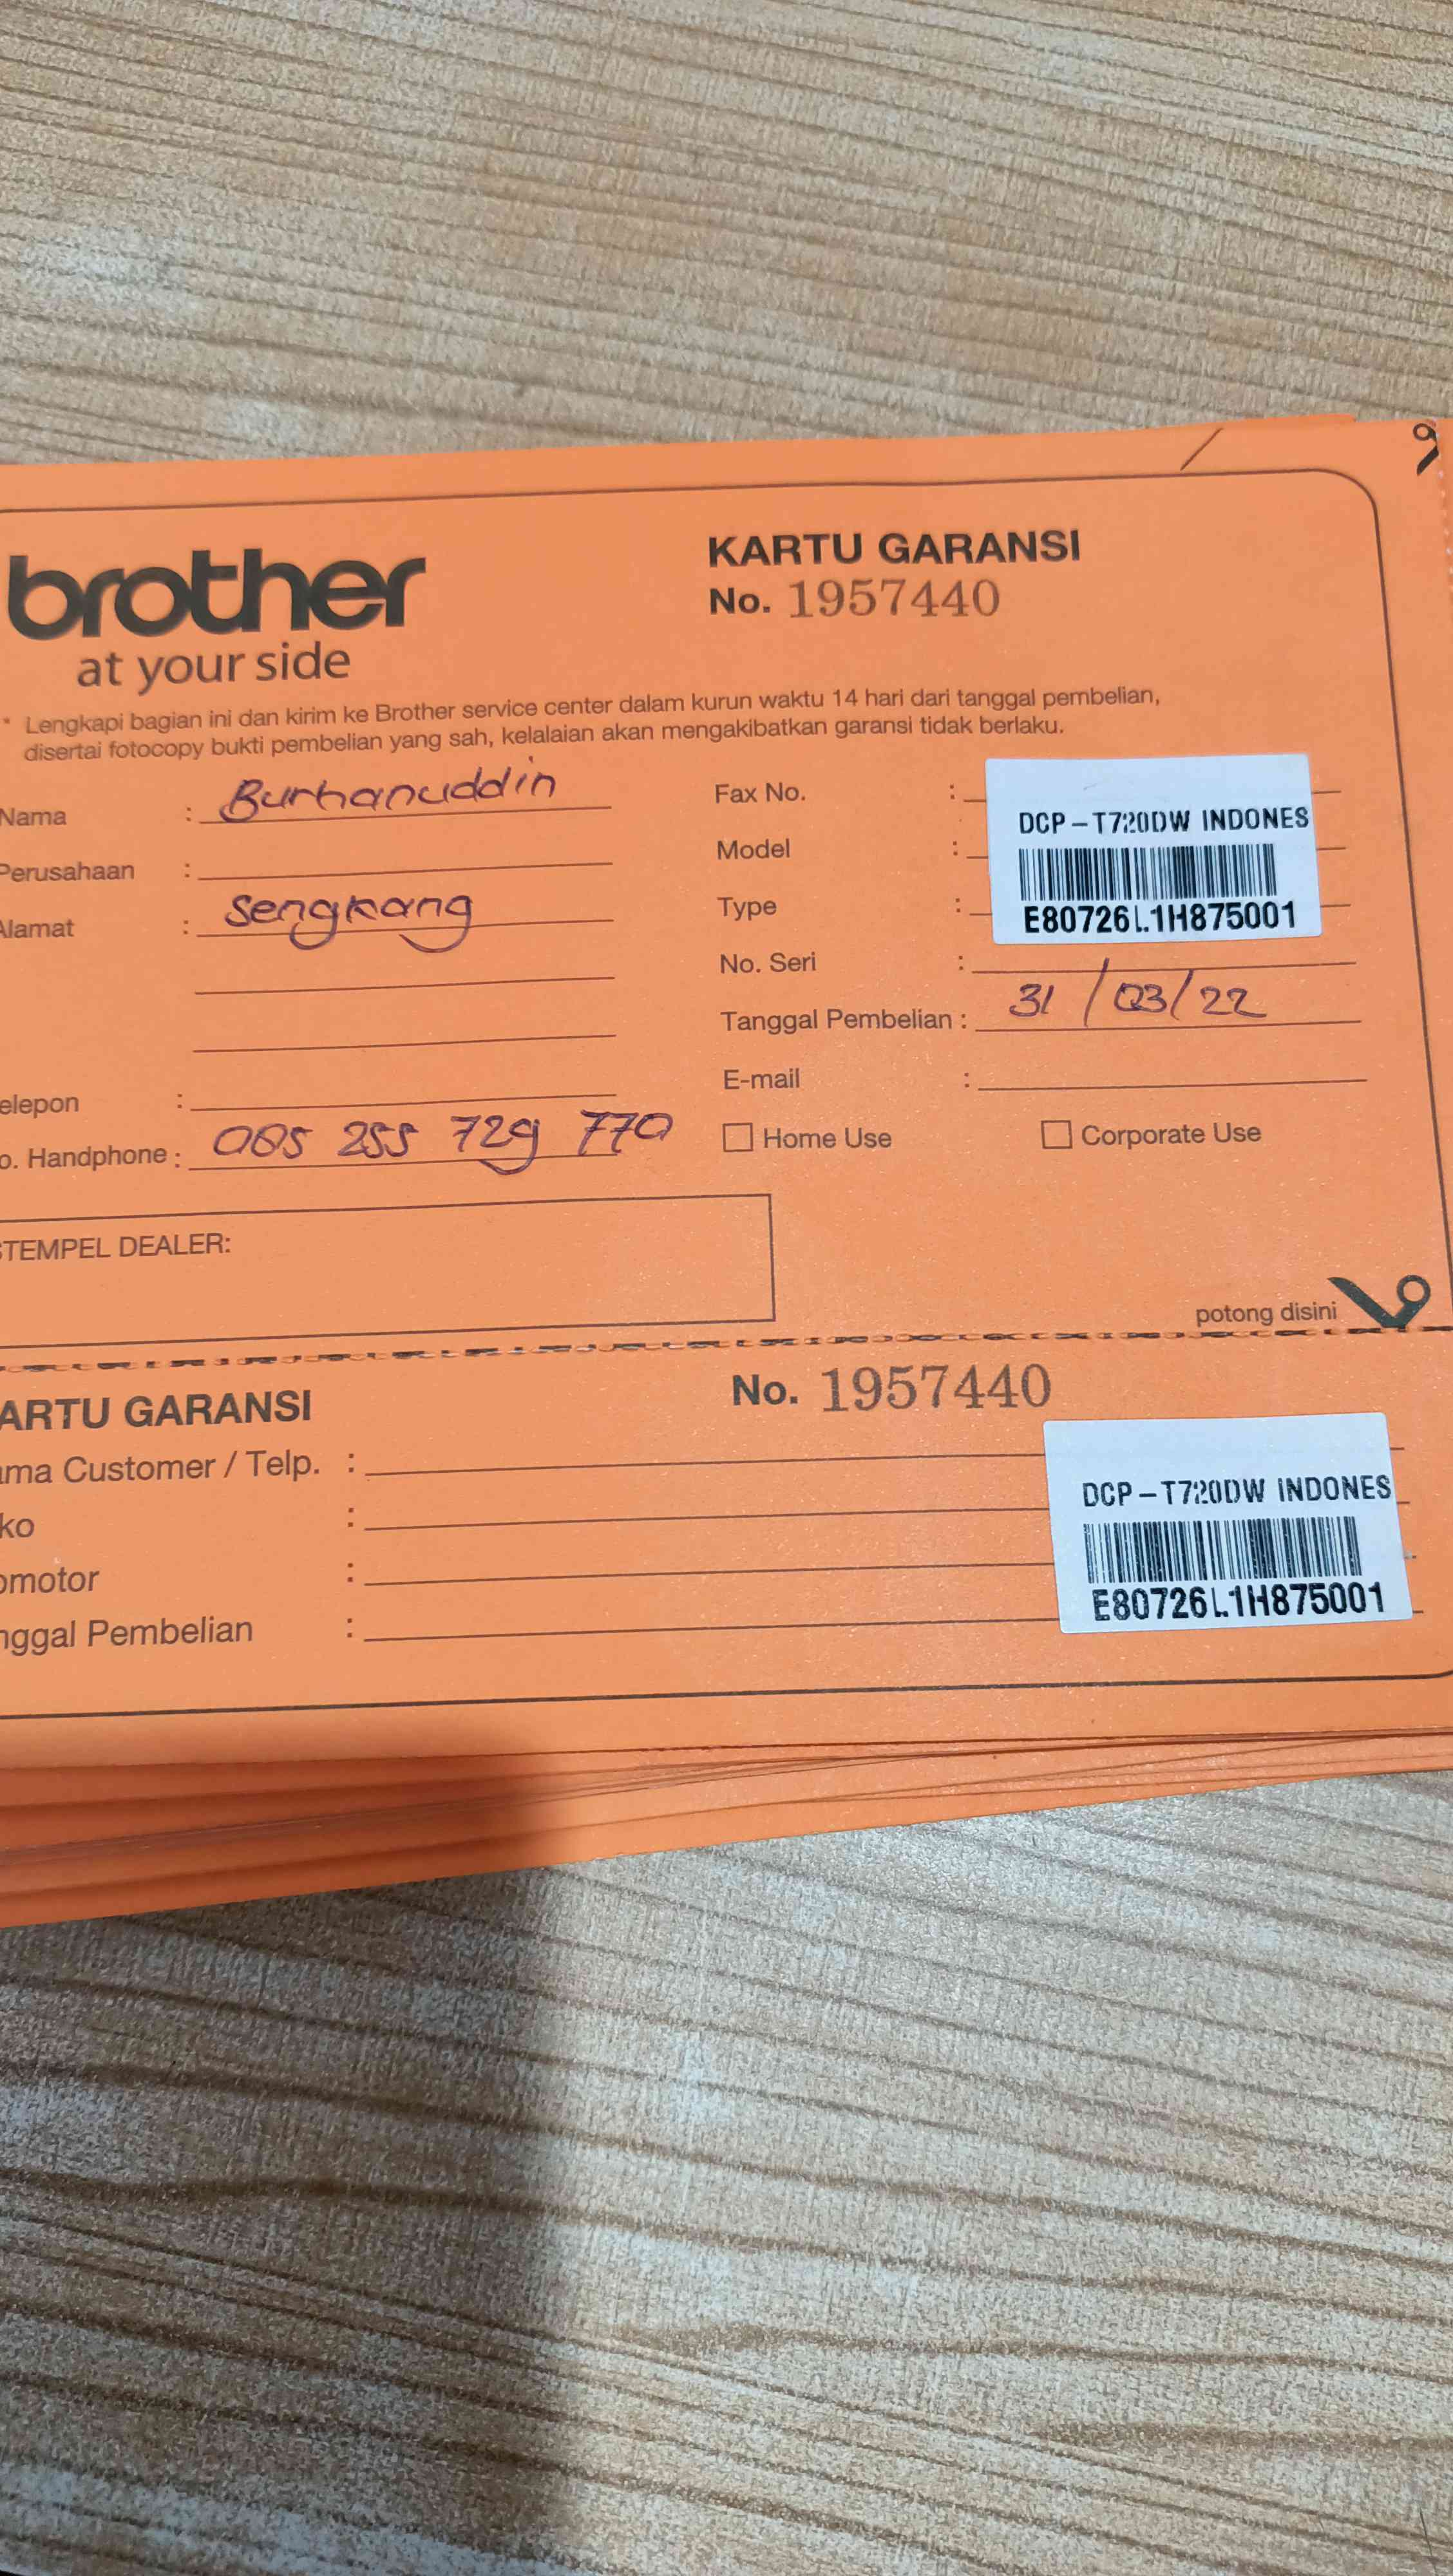 brother
at your side
KARTU GARANSI
No. 1957440
* Lengkapi bagian ini dan kirim ke Brother service center dalam kurun waktu 14 hari dari tanggal pembelian,
disertai fotocopy bukti pembelian yang sah, kelalaian akan mengakibatkan garansi tidak berlaku.
Nama : Burhanuddin
Perusahaan :
Alamat : Sengkang
elepon :
o. Handphone : 085 255 729 770
Fax No. :
Model :
Type :
No. Seri :
DCP-T720DW INDONES
E80726L1H875001
Tanggal Pembelian : 31/03/22
E-mail :
Home Use Corporate Use
STEMPEL DEALER:
potong disini
ARTU GARANSI No. 1957440
ama Customer / Telp. :
ko :
omotor :
nggal Pembelian :
DCP-T720DW INDONES
E80726L1H875001